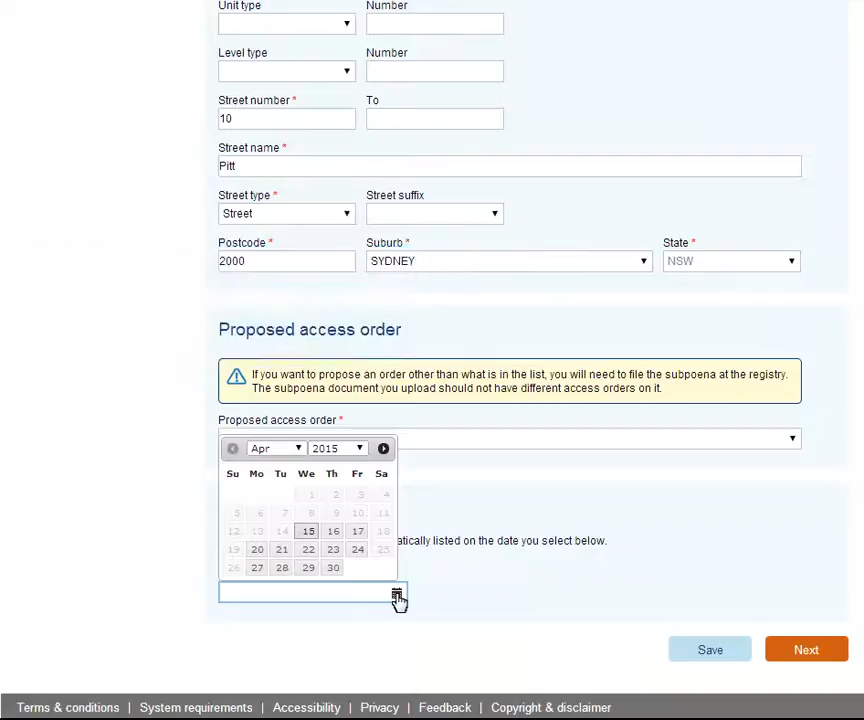 Unit type Number
Level type Number
Street number * To
10
Street name *
Pitt
Street type * Street suffix
Street
Postcode * Suburb * State *
2000 SYDNEY NSW
Proposed access order
If you want to propose an order other than what is in the list, you will need to file the subpoena at the registry.
The subpoena document you upload should not have different access orders on it.
Proposed access order *
Apr 2015
Su Mo Tu We Th Fr Sa
1 2 3 4
5 6 7 8 9 10 11
12 13 14 15 16 17 18
19 20 21 22 23 24 25
26 27 28 29 30
atically listed on the date you select below.
Save Next
Terms & conditions | System requirements | Accessibility | Privacy | Feedback | Copyright & disclaimer